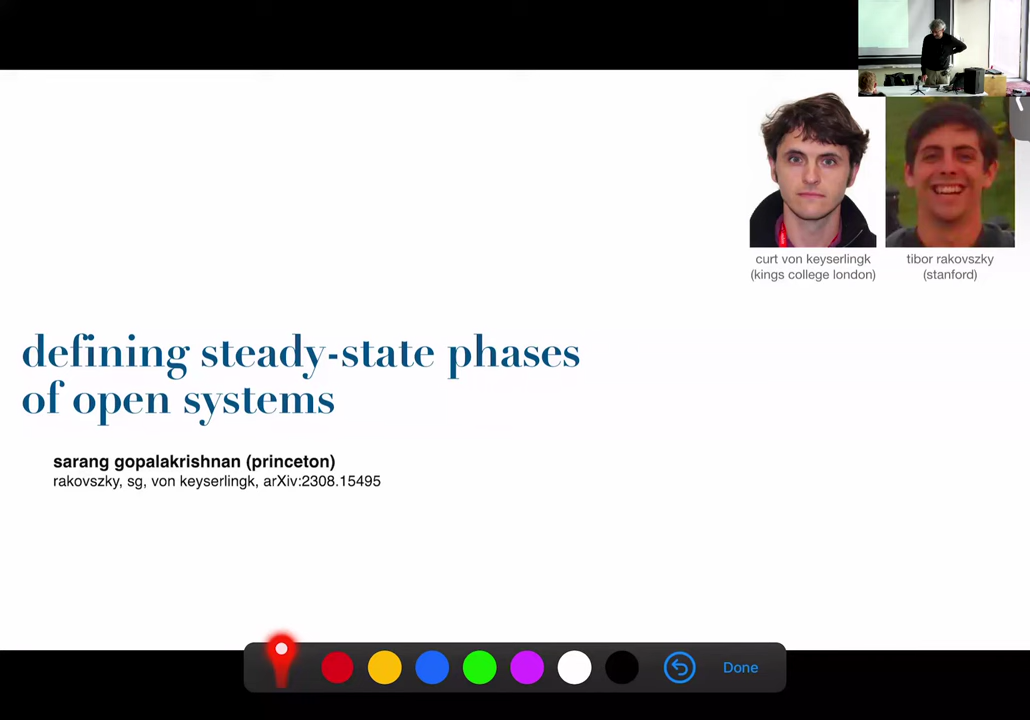 curt von keyserlingk
(kings college london)
tibor rakovszky
(stanford)
defining steady-state phases
of open systems
sarang gopalakrishnan (princeton)
rakovszky, sg, von keyserlingk, arXiv:2308.15495
Done